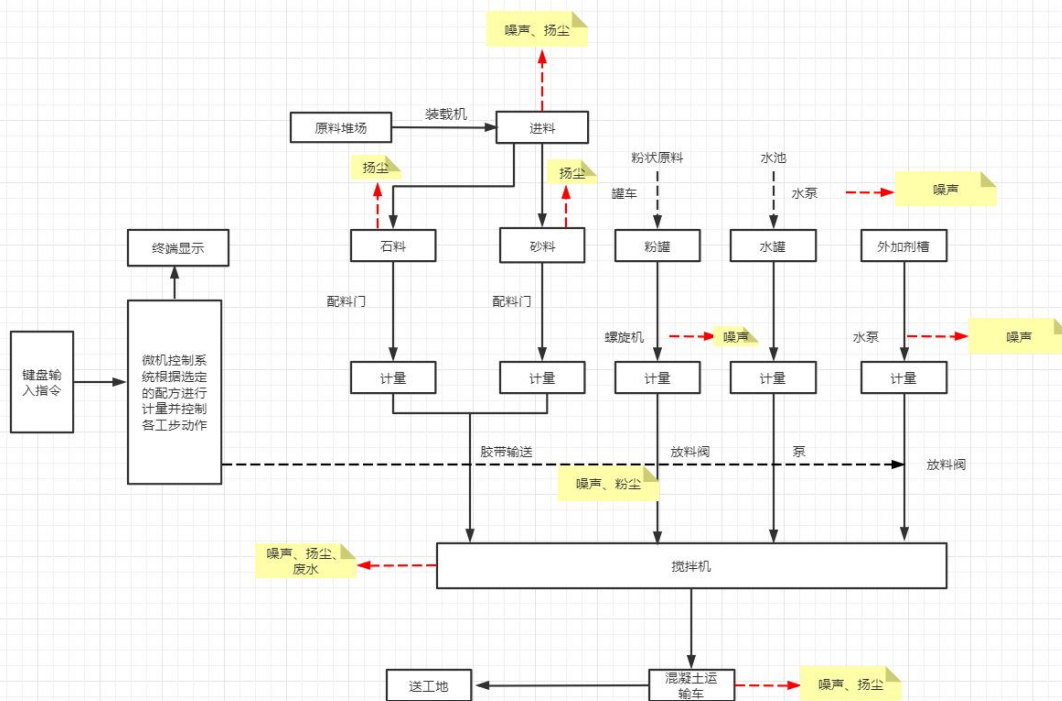 噪声、扬尘
装载机
原料堆场
进料
扬尘
扬尘
粉状原料
水池
罐车
水泵
噪声
终端显示
石料
砂料
粉罐
水罐
外加剂槽
配料门
配料门
螺旋机
噪声
水泵
噪声
键盘输
入指令
微机控制系
统根据选定
的配方进行
计量并控制
各工步动作
计量
计量
计量
计量
计量
胶带输送
放料阀
泵
放料阀
噪声、粉尘
噪声、扬尘、
废水
搅拌机
送工地
混凝土运
输车
噪声、扬尘